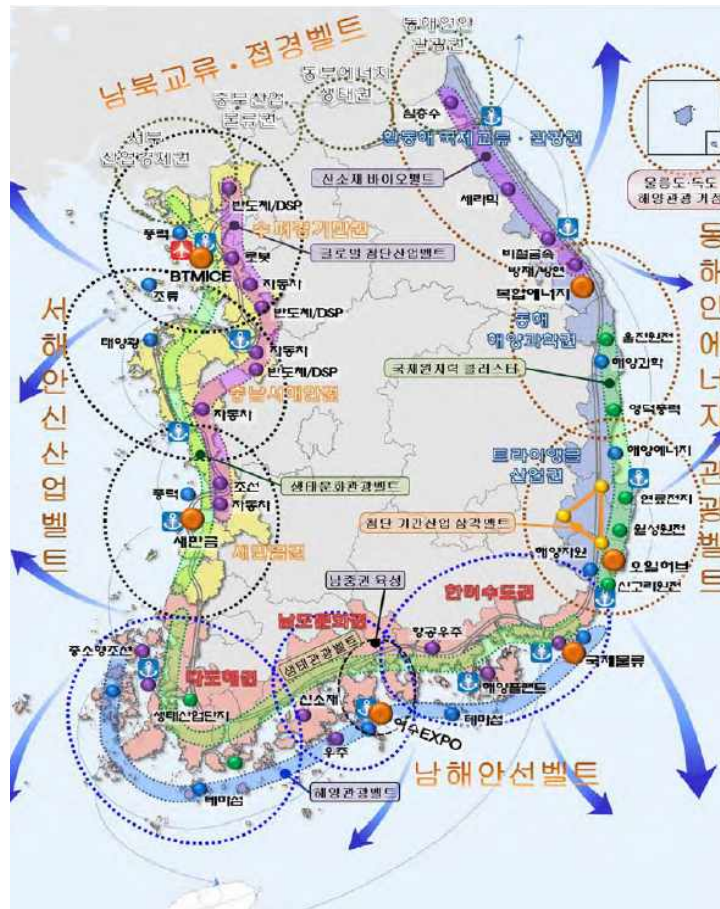 동해연안
관광권
남북교류·접경벨트
동부에너지
생태권
중부산업
물류권
서부
산업경제권
심층수
환동해 국제교류·관광권
신소재 바이오벨트
세라믹
울릉도·독도
해양관광 거점
반도체/DSP
수퍼경기만권
풍력
로봇
글로벌 첨단산업벨트
BTMICE
비철금속
방재/방연
복합에너지
동해안에너지·관광벨트
조류
자동차
반도체/DSP
동해
해양과학권
울진원전
태양광
자동차
해양과학
반도체/DSP
국제원자력 클러스터
서해안신산업벨트
충남서해안권
자동차
영덕풍력
트라이앵글
산업권
해양에너지
생태문화관광벨트
조선
풍력
자동차
연료전지
첨단 기간산업 삼각벨트
월성원전
새만금
새만금권
해양자원
오일허브
남중권 육성
신고리원전
한려수도권
남도문화권
중소형조선
생태관광벨트
항공우주
다도해권
국제물류
해양플랜트
신소재
생태산업단지
테마섬
여수EXPO
우주
남해안선벨트
테마섬
해양관광벨트